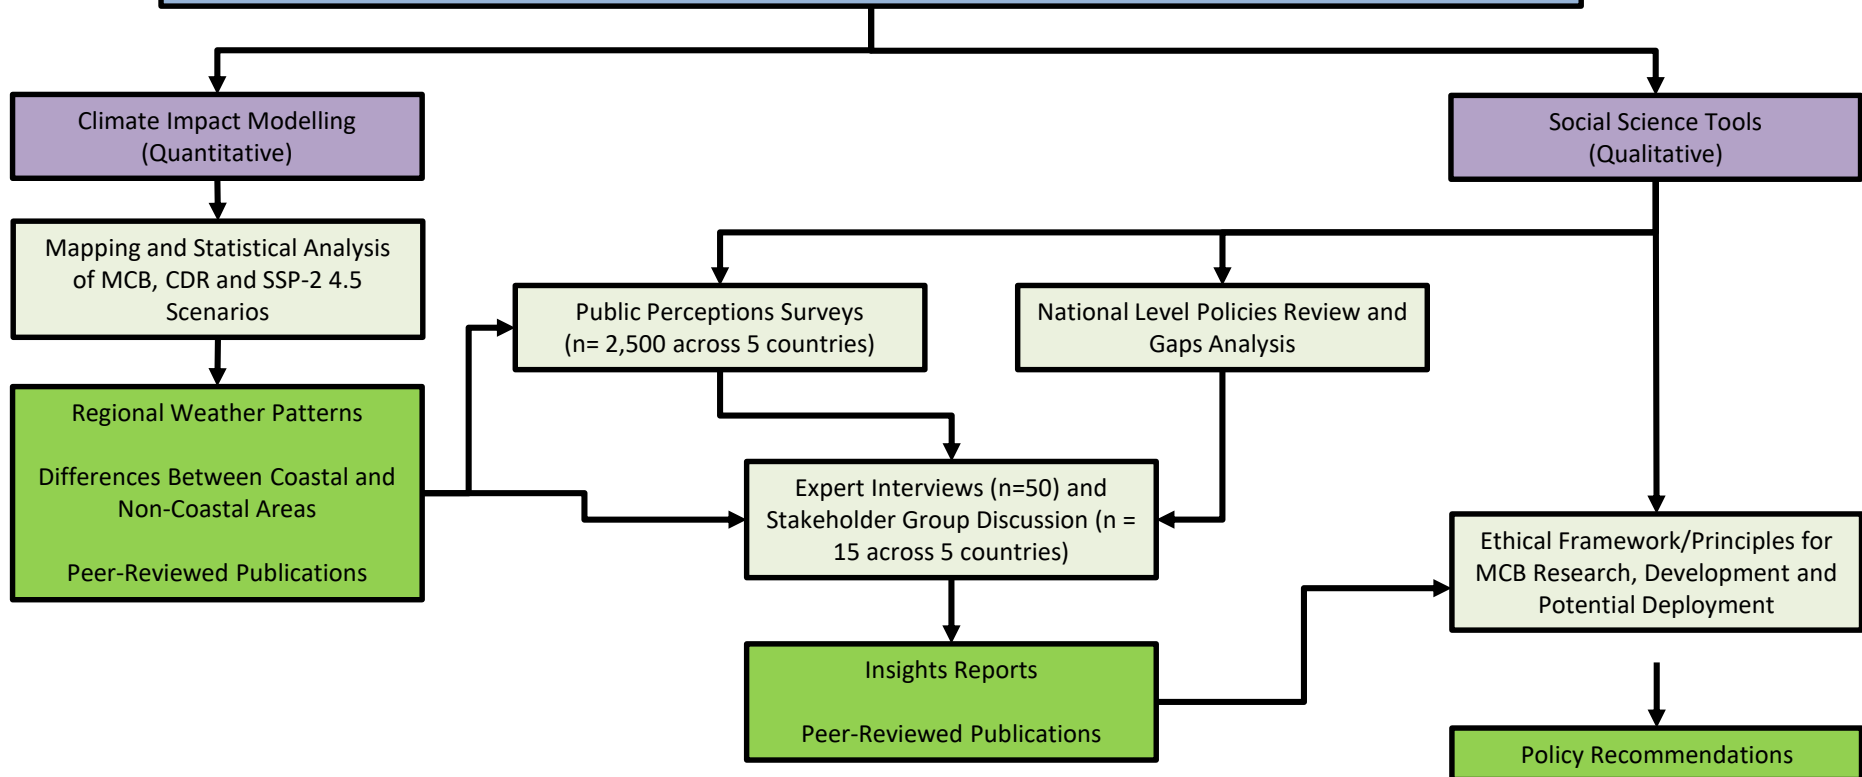 Climate Impact Modelling
(Quantitative)
Social Science Tools
(Qualitative)
Mapping and Statistical Analysis
of MCB, CDR and SSP-2 4.5
Scenarios
Public Perceptions Surveys
(n= 2,500 across 5 countries)
National Level Policies Review and
Gaps Analysis
Regional Weather Patterns
Differences Between Coastal and
Non-Coastal Areas
Peer-Reviewed Publications
Expert Interviews (n=50) and
Stakeholder Group Discussion (n =
15 across 5 countries)
Ethical Framework/Principles for
MCB Research, Development and
Potential Deployment
Insights Reports
Peer-Reviewed Publications
Policy Recommendations